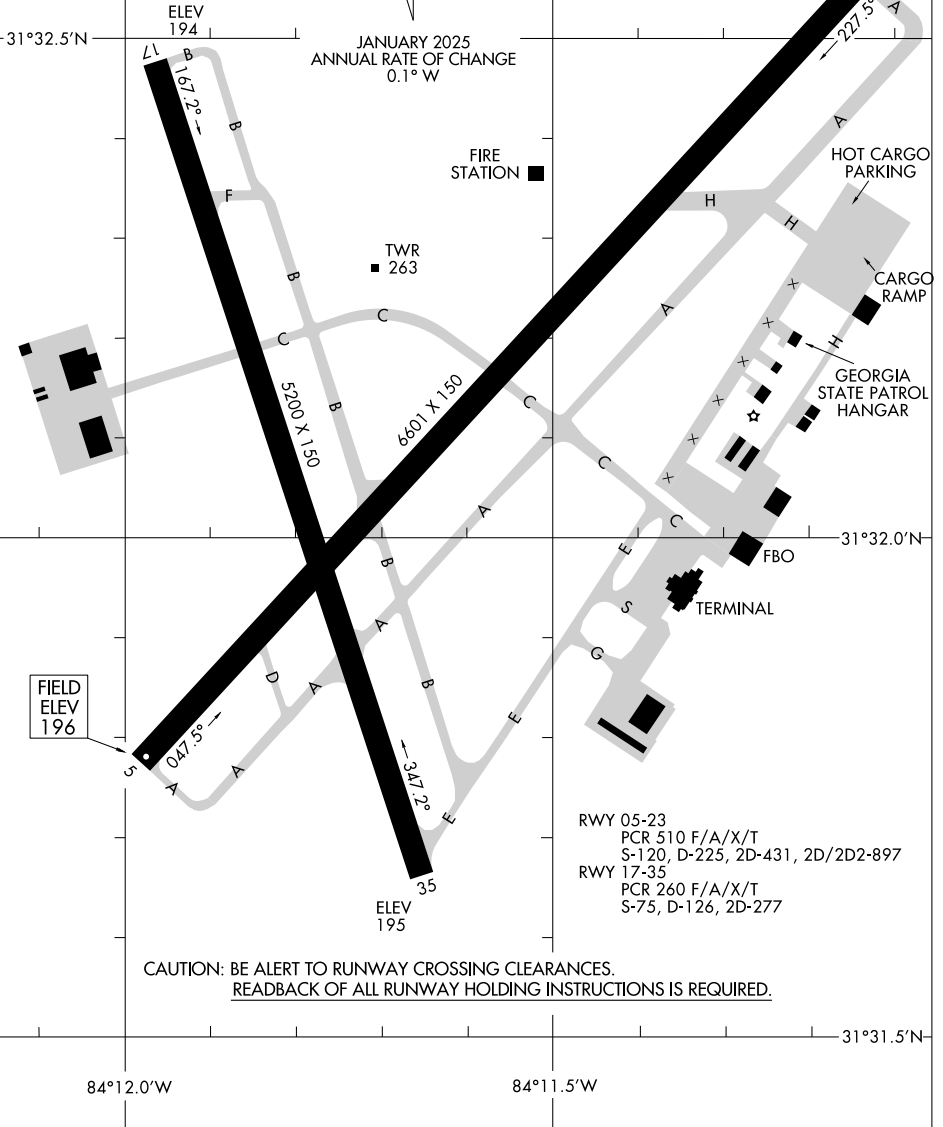 ELEV
194
31°32.5'N
17
B
167.2°
JANUARY 2025
ANNUAL RATE OF CHANGE
0.1° W
227.5°
A
B
A
FIRE
STATION
HOT CARGO
PARKING
F
H
H
TWR
263
B
CARGO
RAMP
A
C
C
H
GEORGIA
STATE PATROL
HANGAR
5200 X 150
B
6601 X 150
C
C
A
C
31°32.0'N
E
FBO
B
TERMINAL
S
A
G
D
A
B
FIELD
ELEV
196
E
047.5°
5
A
A
347.2°
E
RWY 05-23
PCR 510 F/A/X/T
S-120, D-225, 2D-431, 2D/2D2-897
RWY 17-35
PCR 260 F/A/X/T
S-75, D-126, 2D-277
35
ELEV
195
CAUTION: BE ALERT TO RUNWAY CROSSING CLEARANCES.
READBACK OF ALL RUNWAY HOLDING INSTRUCTIONS IS REQUIRED.
31°31.5'N
84°12.0'W
84°11.5'W